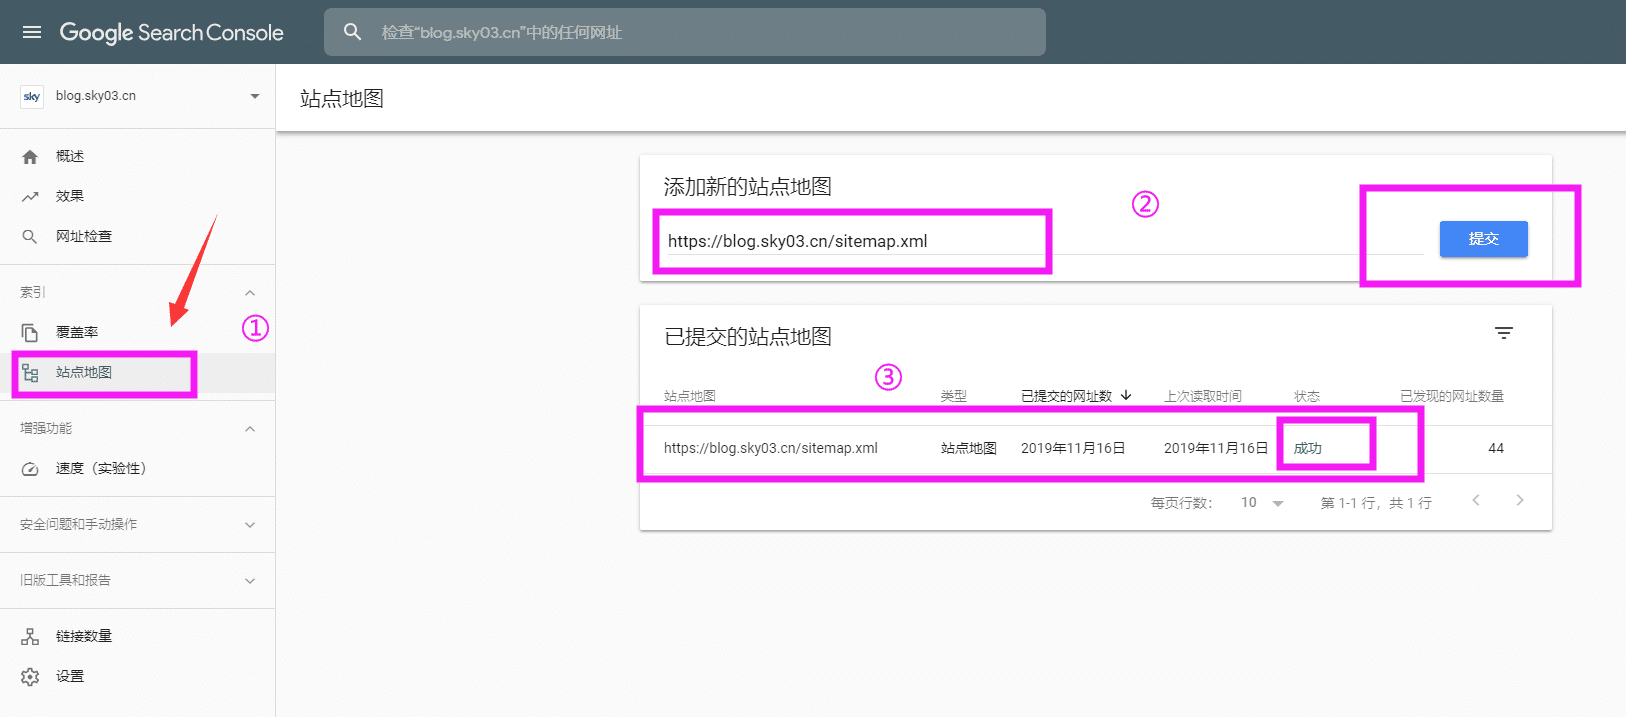 Google Search Console
检查“blog.sky03.cn”中的任何网址
sky
blog.sky03.cn
站点地图
概述
效果
网址检查
索引
覆盖率
①
站点地图
增强功能
速度（实验性）
安全问题和手动操作
旧版工具和报告
链接数量
设置
添加新的站点地图
②
https://blog.sky03.cn/sitemap.xml
提交
已提交的站点地图
③
站点地图 类型 已提交的网址数 上次读取时间 状态 已发现的网址数量
https://blog.sky03.cn/sitemap.xml 站点地图 2019年11月16日 2019年11月16日 成功 44
每页行数： 10 第 1-1 行，共 1 行